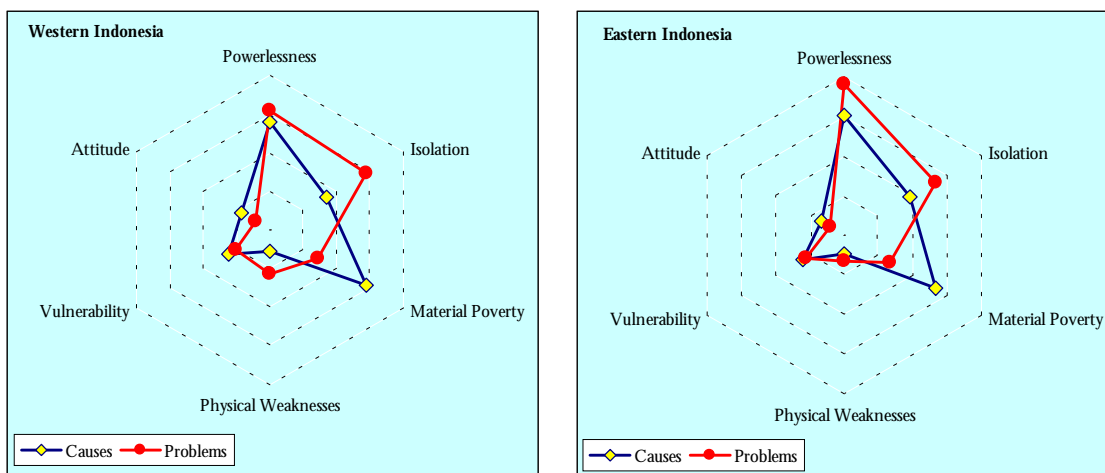 Western Indonesia
Powerlessness
Attitude
Isolation
Vulnerability
Material Poverty
Physical Weaknesses
Causes
Problems
Eastern Indonesia
Powerlessness
Attitude
Isolation
Vulnerability
Material Poverty
Physical Weaknesses
Causes
Problems